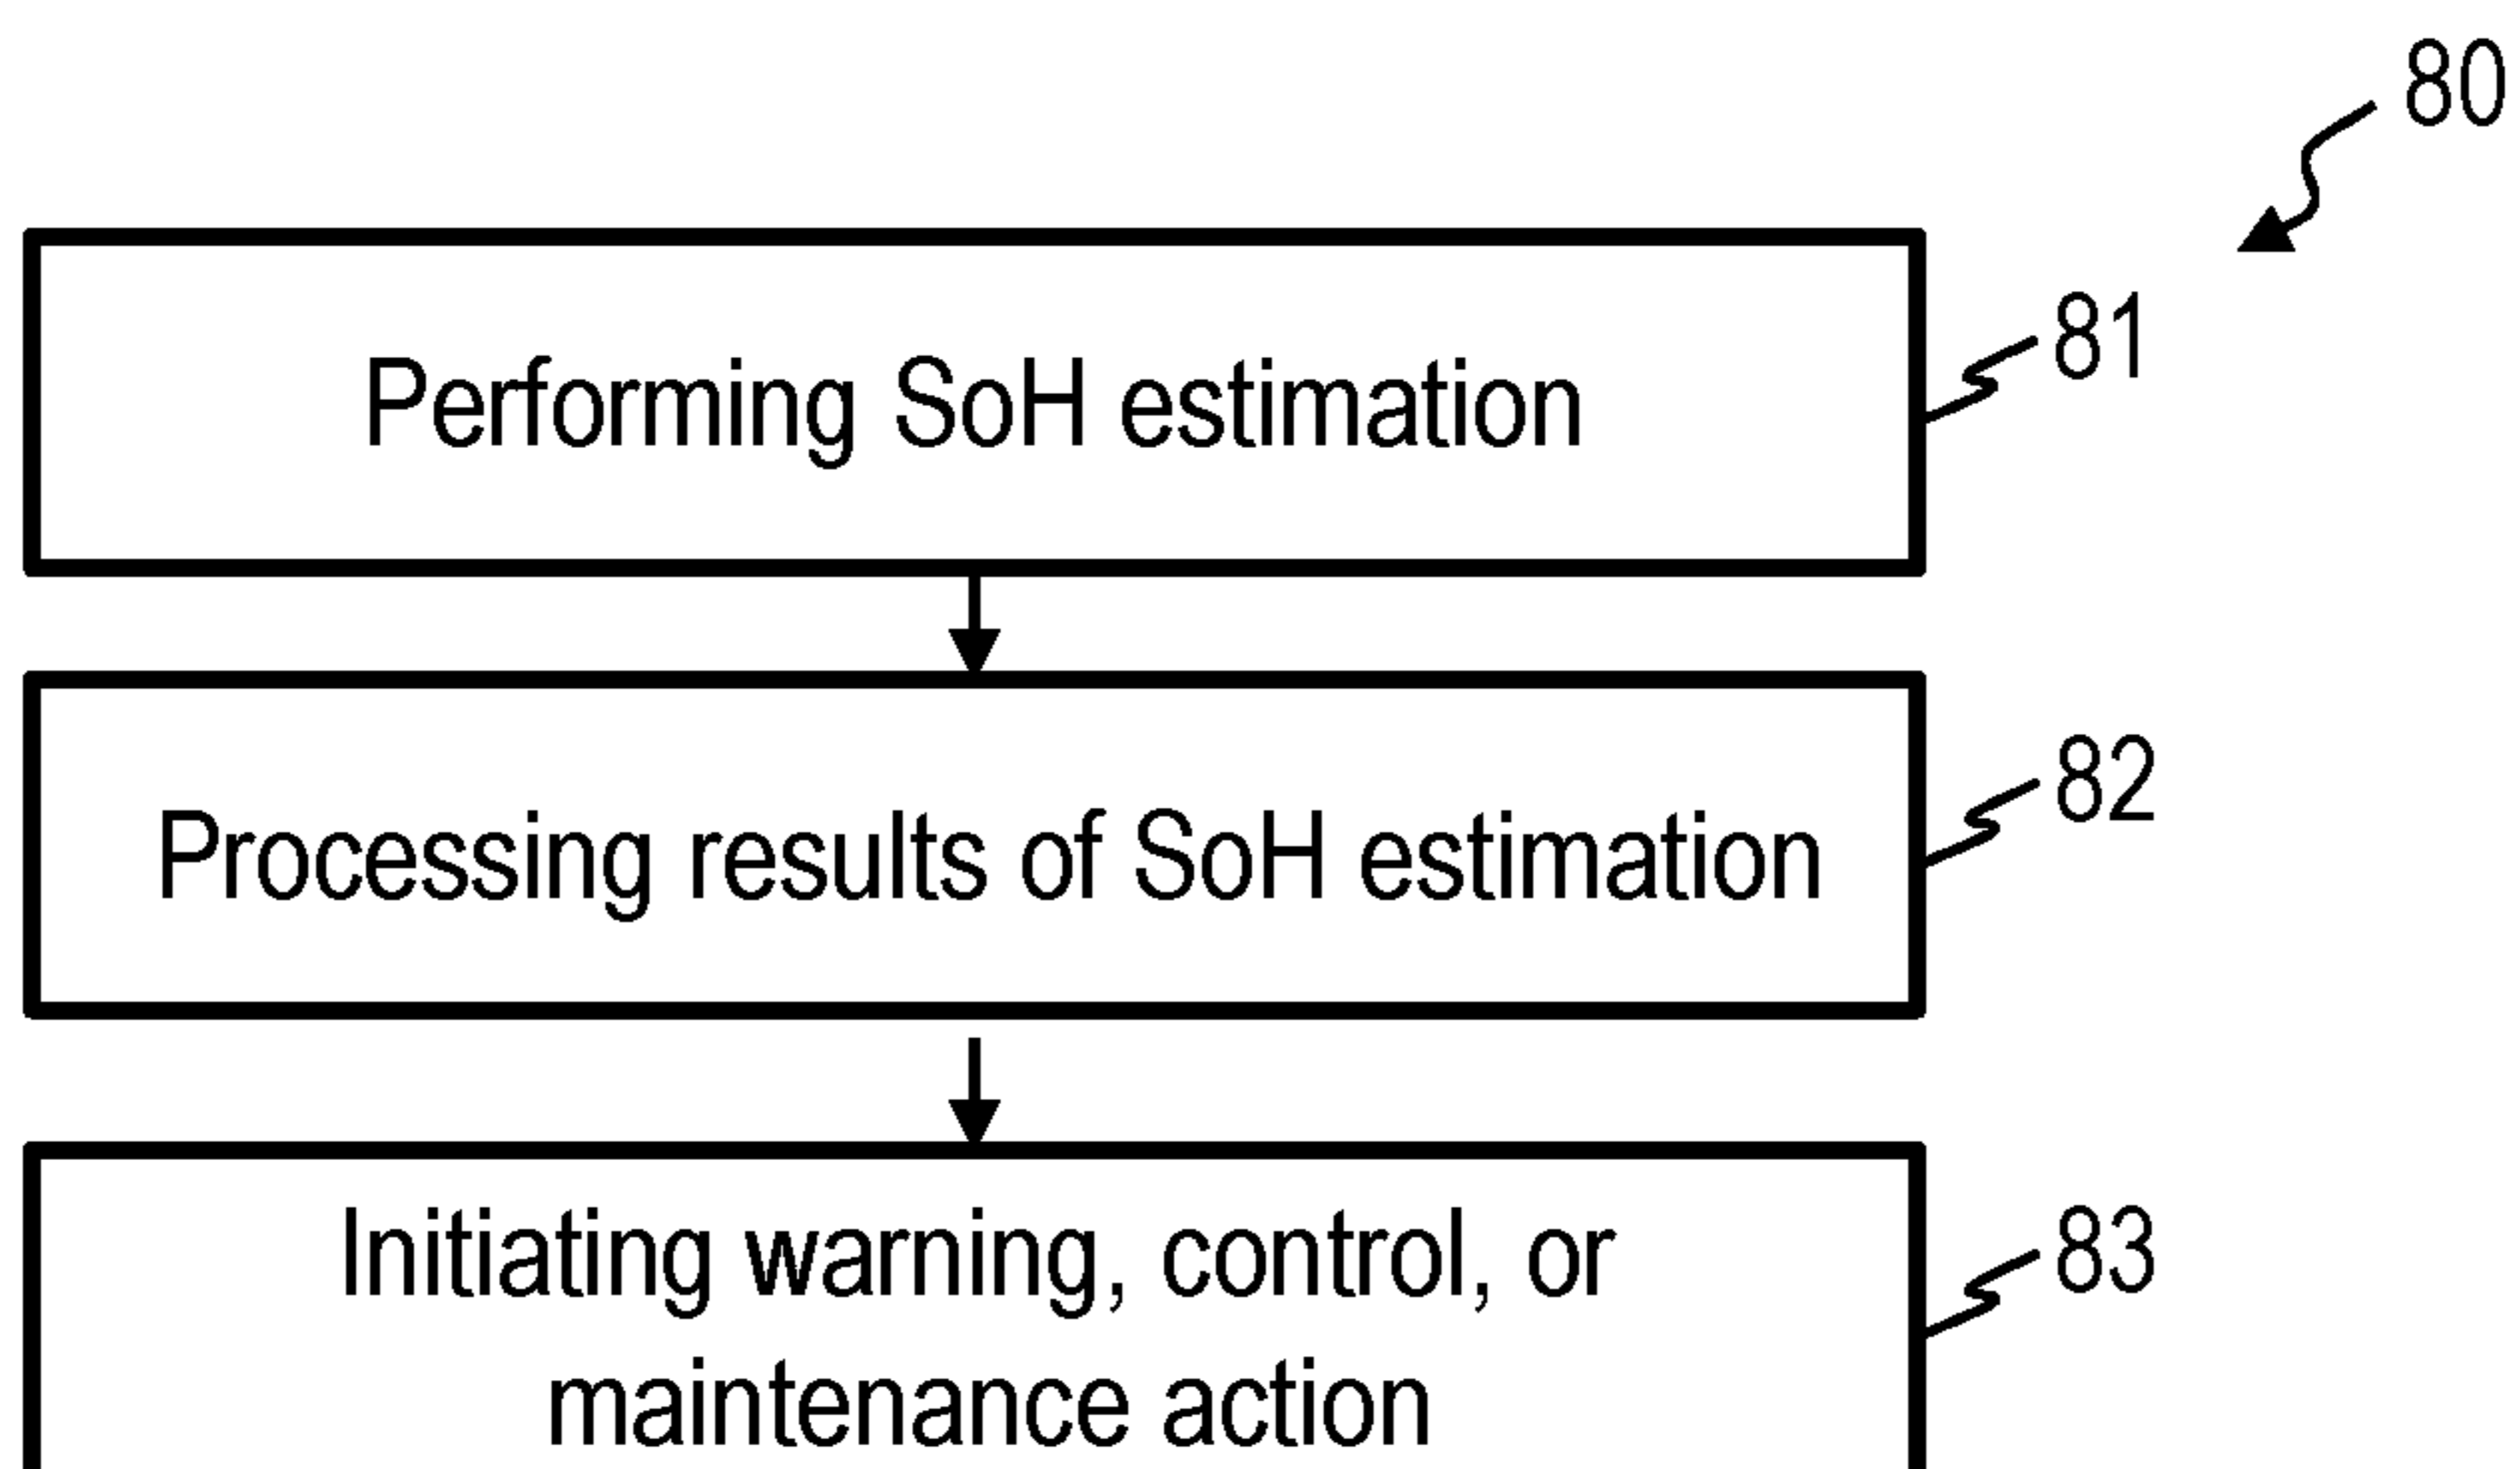 80
81
Performing SoH estimation
82
Processing results of SoH estimation
83
Initiating warning, control, or
maintenance action